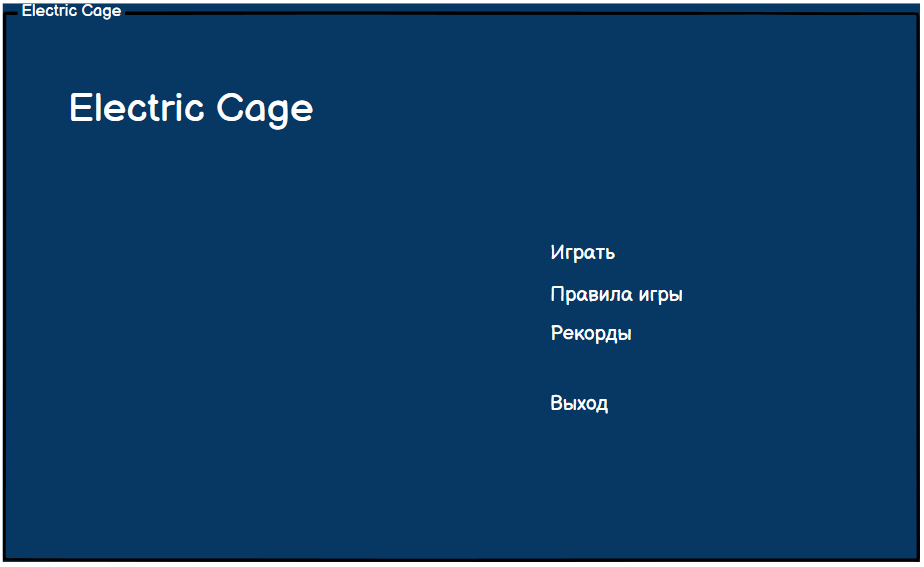 Electric Cage
Electric Cage
Играть
Правила игры
Рекорды
Выход